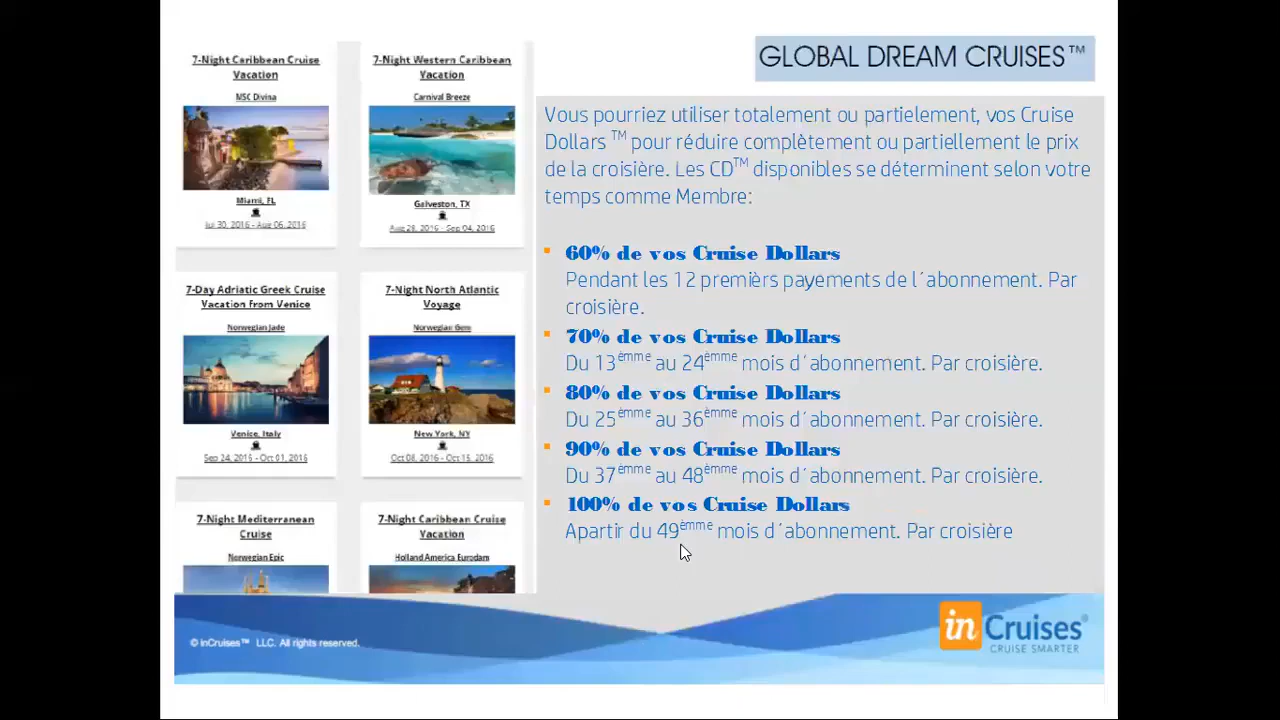 7-Night Caribbean Cruise
Vacation
MSC Divina
Miami, FL
Jul 30, 2016 - Aug 06, 2016
7-Night Western Caribbean
Vacation
Carnival Breeze
Galveston, TX
Aug 28, 2016 - Sep 04, 2016
7-Day Adriatic Greek Cruise
Vacation from Venice
Norwegian Jade
Venice, Italy
Sep 24, 2016 - Oct 01, 2016
7-Night North Atlantic
Voyage
Norwegian Gem
New York, NY
Oct 08, 2016 - Oct 15, 2016
7-Night Mediterranean
Cruise
Norwegian Epic
7-Night Caribbean Cruise
Vacation
Holland America Eurodam
GLOBAL DREAM CRUISES™
Vous pourriez utiliser totalement ou partielement, vos Cruise
Dollars ™ pour réduire complètement ou partiellement le prix
de la croisière. Les CD™ disponibles se déterminent selon votre
temps comme Membre:
▪ 60% de vos Cruise Dollars
Pendant les 12 premièrs payements de l´abonnement. Par
croisière.
▪ 70% de vos Cruise Dollars
Du 13èmme au 24èmme mois d´abonnement. Par croisière.
▪ 80% de vos Cruise Dollars
Du 25èmme au 36èmme mois d´abonnement. Par croisière.
▪ 90% de vos Cruise Dollars
Du 37èmme au 48èmme mois d´abonnement. Par croisière.
▪ 100% de vos Cruise Dollars
Apartir du 49èmme mois d´abonnement. Par croisière
© InCruises™ LLC. All rights reserved.
inCruises®
CRUISE SMARTER